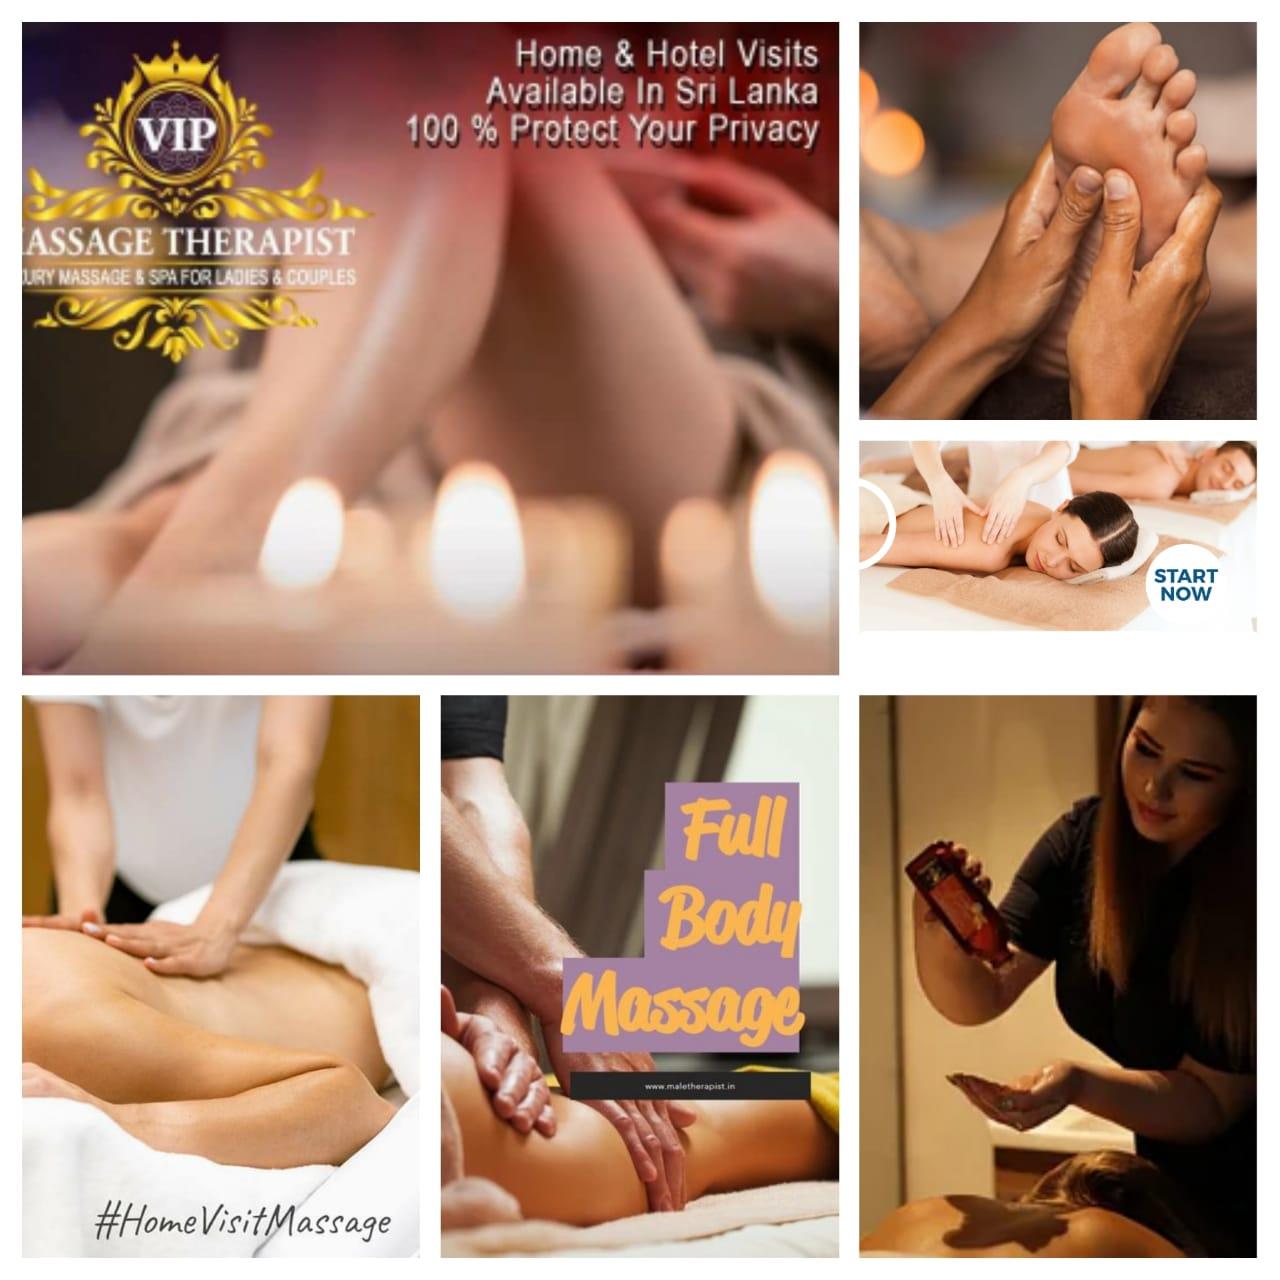 Home & Hotel Visits
Available In Sri Lanka
100 % Protect Your Privacy
VIP
ASSAGE THERAPIST
URY MASSAGE & SPA FOR LADIES & COUPLES
START
NOW
Full
Body
Massage
www.maletherapist.in
#HomeVisitMassage